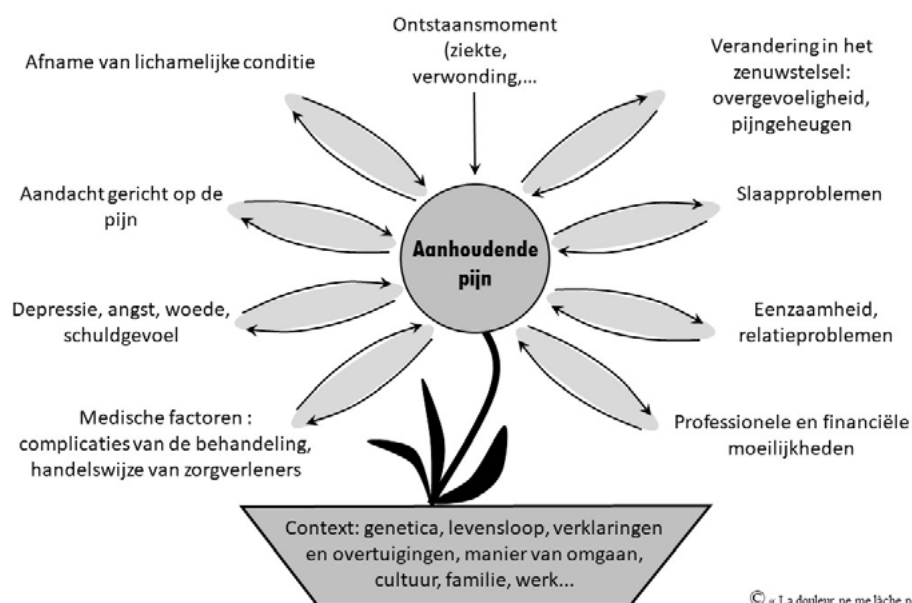 Ontstaansmoment
(ziekte,
verwonding,...
Afname van lichamelijke conditie
Verandering in het
zenuwstelsel:
overgevoeligheid,
pijngeheugen
Aandacht gericht op de
pijn
Slaapproblemen
Aanhoudende
pijn
Depressie, angst, woede,
schuldgevoel
Eenzaamheid,
relatieproblemen
Medische factoren :
complicaties van de behandeling,
handelswijze van zorgverleners
Professionele en financiële
moeilijkheden
Context: genetica, levensloop, verklaringen
en overtuigingen, manier van omgaan,
cultuur, familie, werk...
© « La douleur ne me lâche